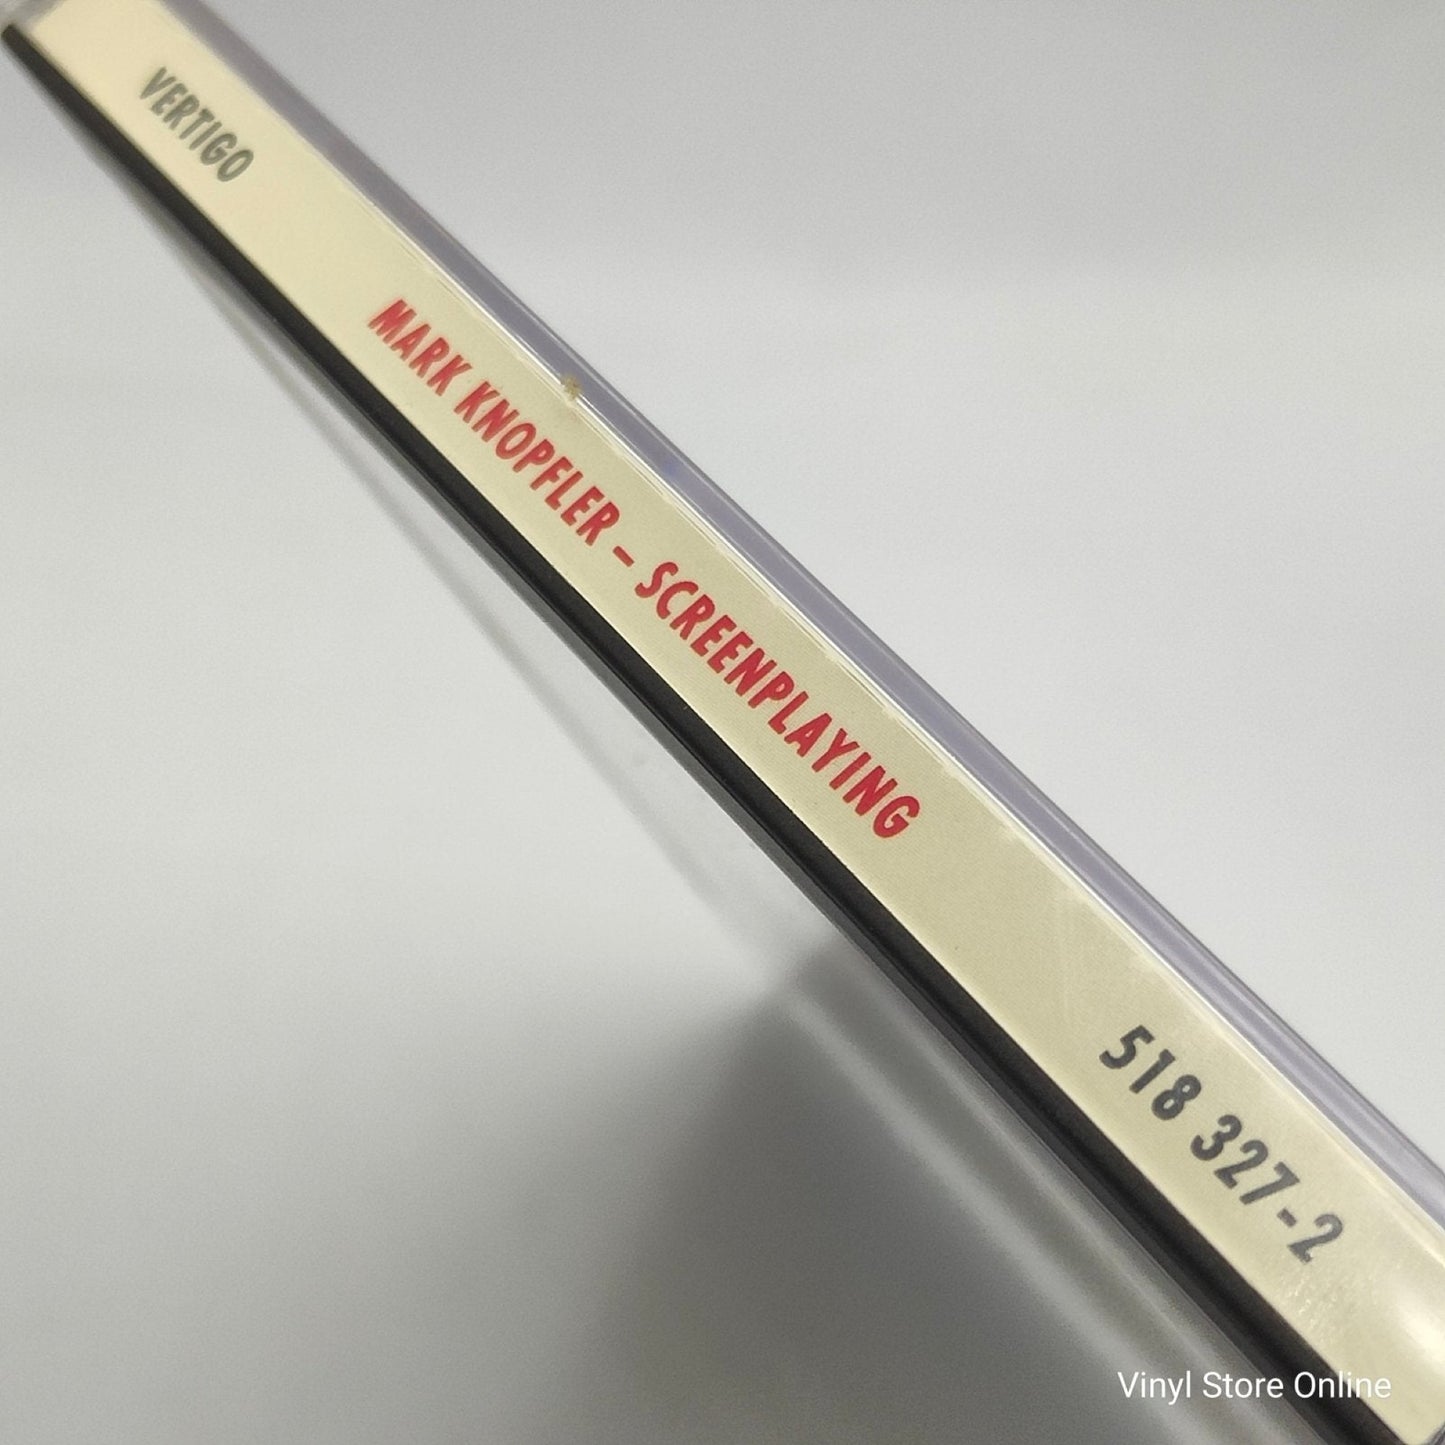 VERTIGO
MARK KNOPFLER – SCREENPLAYING
518 327-2
Vinyl Store Online